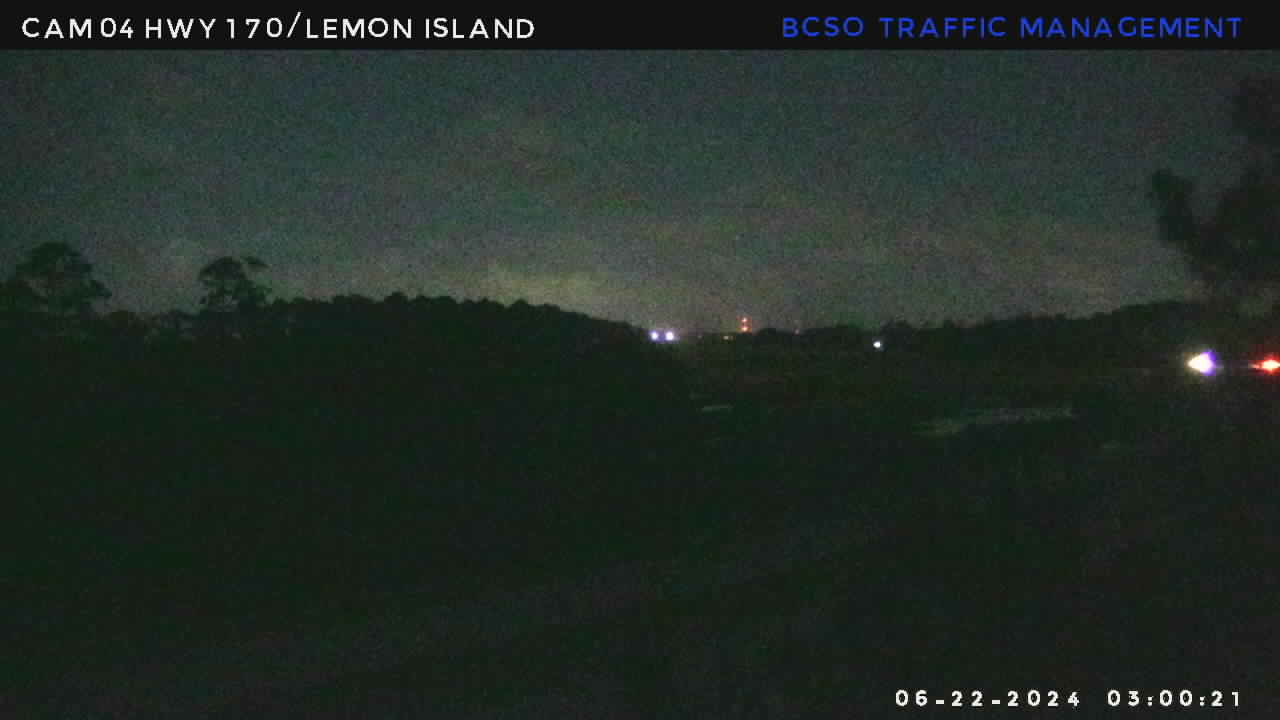 CAM04 HWY 170/LEMON ISLAND
BCSO TRAFFIC MANAGEMENT
06-22-2024 03:00:21